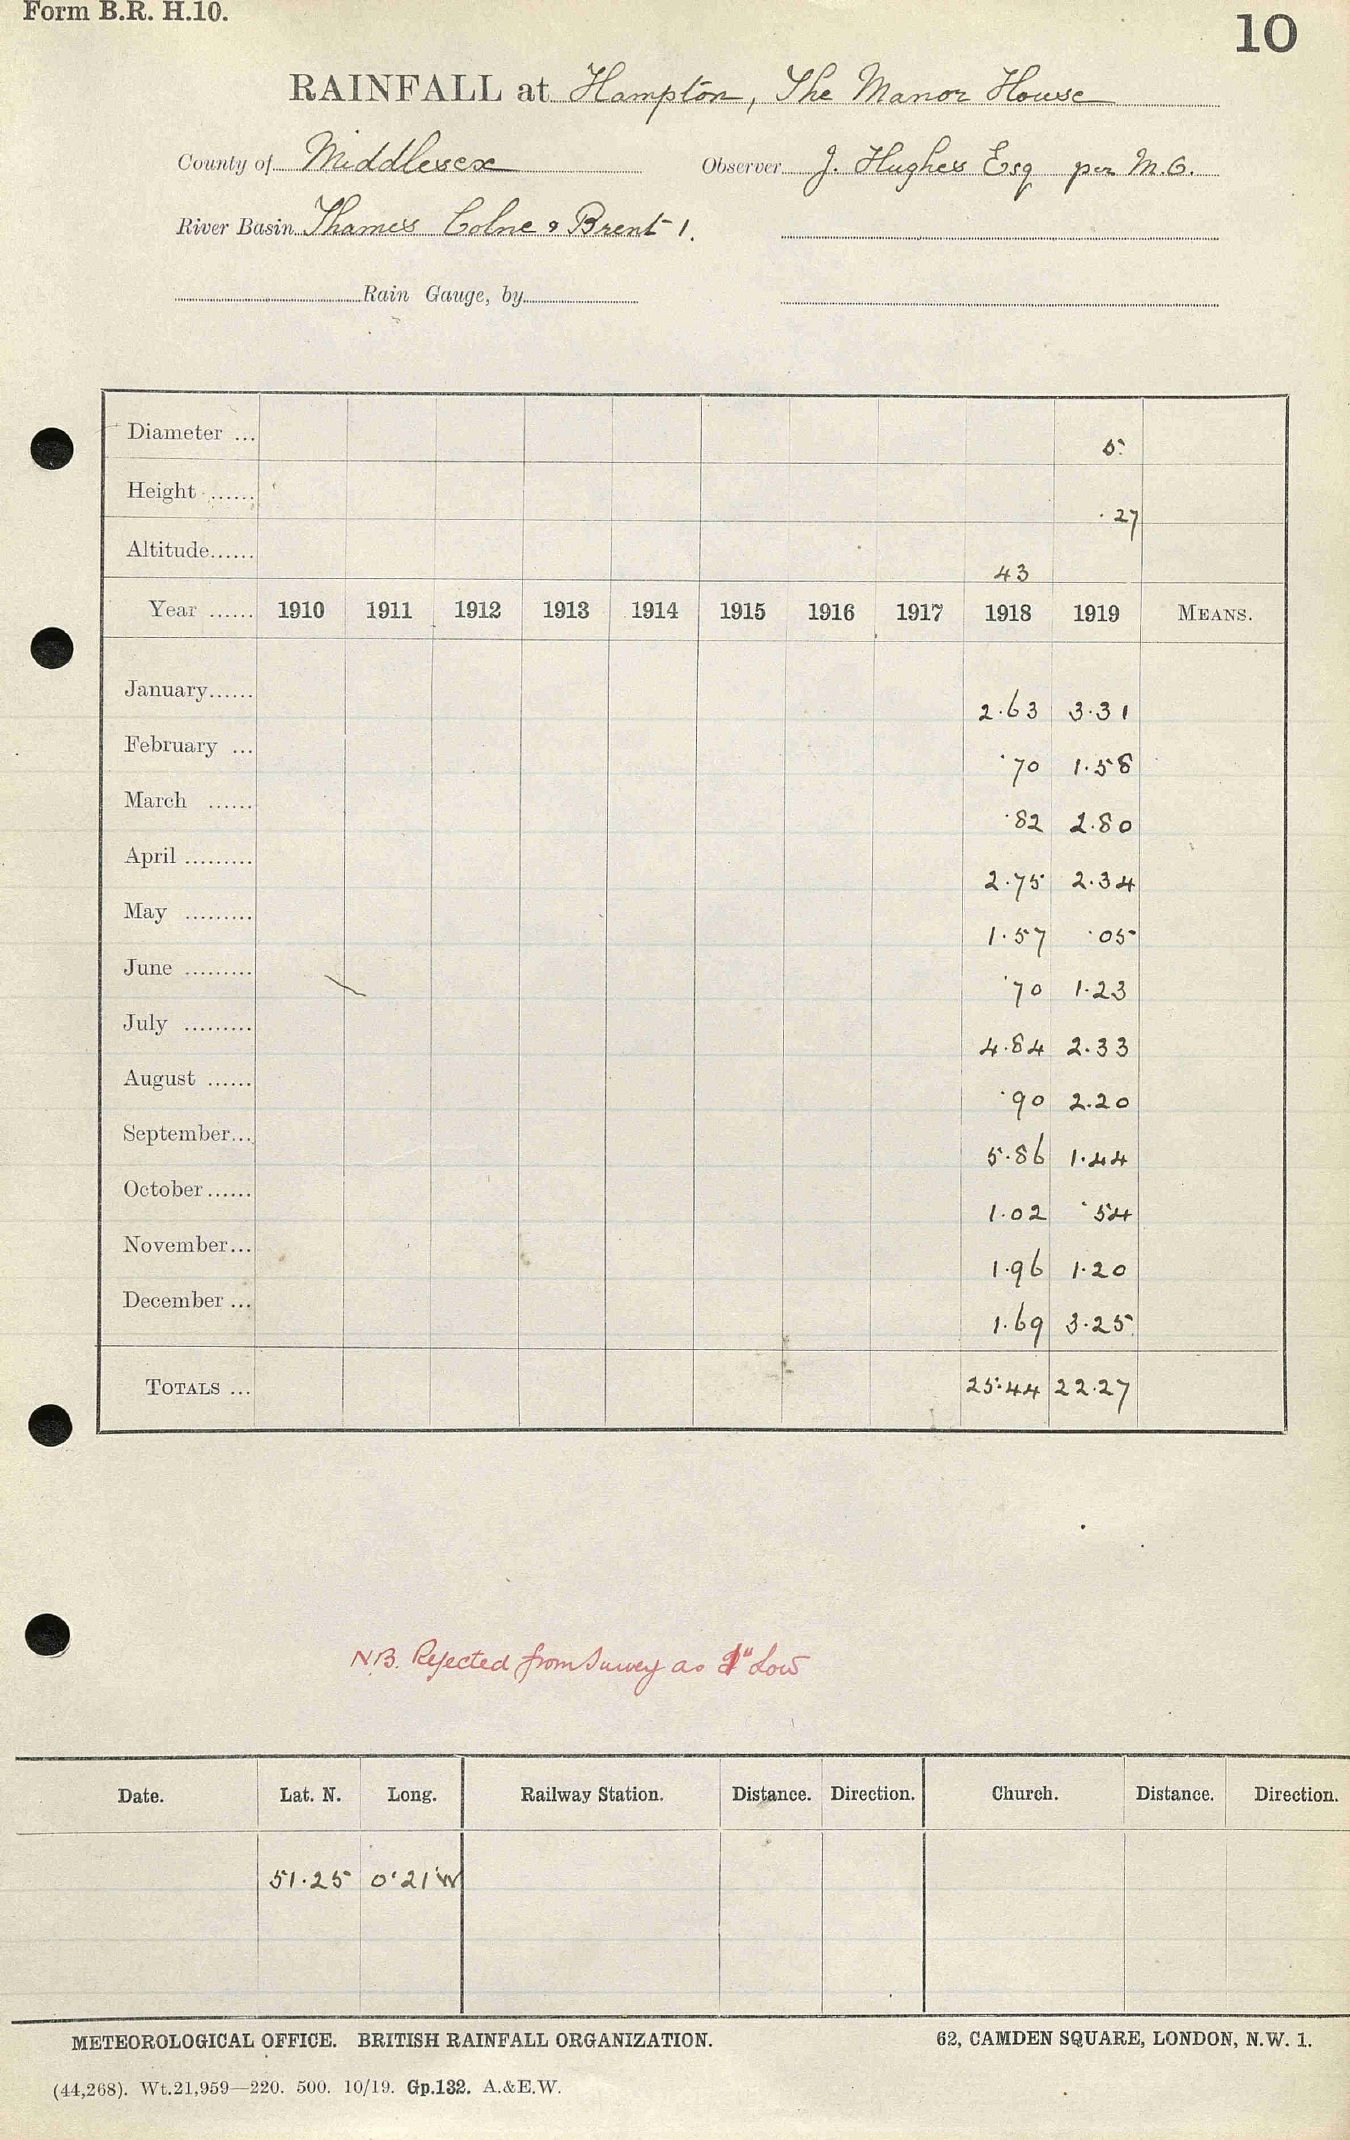 Form B.R. H.10.
10
RAINFALL at Hampton, The Manor House
County of Middlesex Observer J. Hughes Esq per M.O.
River Basin Thames Colne & Brent 1.
Rain Gauge, by
Diameter ... 5
Height ...... ·27
Altitude...... 43
Year ...... 1910 1911 1912 1913 1914 1915 1916 1917 1918 1919 MEANS.
January...... 2·63 3·31
February ... ·70 1·58
March ...... ·82 2·80
April ......... 2·75 2·34
May ......... 1·57 ·05
June ......... ·70 1·23
July ......... 4·84 2·33
August ...... ·90 2·20
September... 5·86 1·44
October...... 1·02 ·54
November... 1·96 1·20
December ... 1·69 3·25
TOTALS ... 25·44 22·27
N.B. Rejected from Survey as 1" Low
Date. Lat. N. Long. Railway Station. Distance. Direction. Church. Distance. Direction.
51·25 0·21 W
METEOROLOGICAL OFFICE. BRITISH RAINFALL ORGANIZATION. 62, CAMDEN SQUARE, LONDON, N.W. 1.
(44,268). Wt.21,959—220. 500. 10/19. Gp.132. A.&E.W.